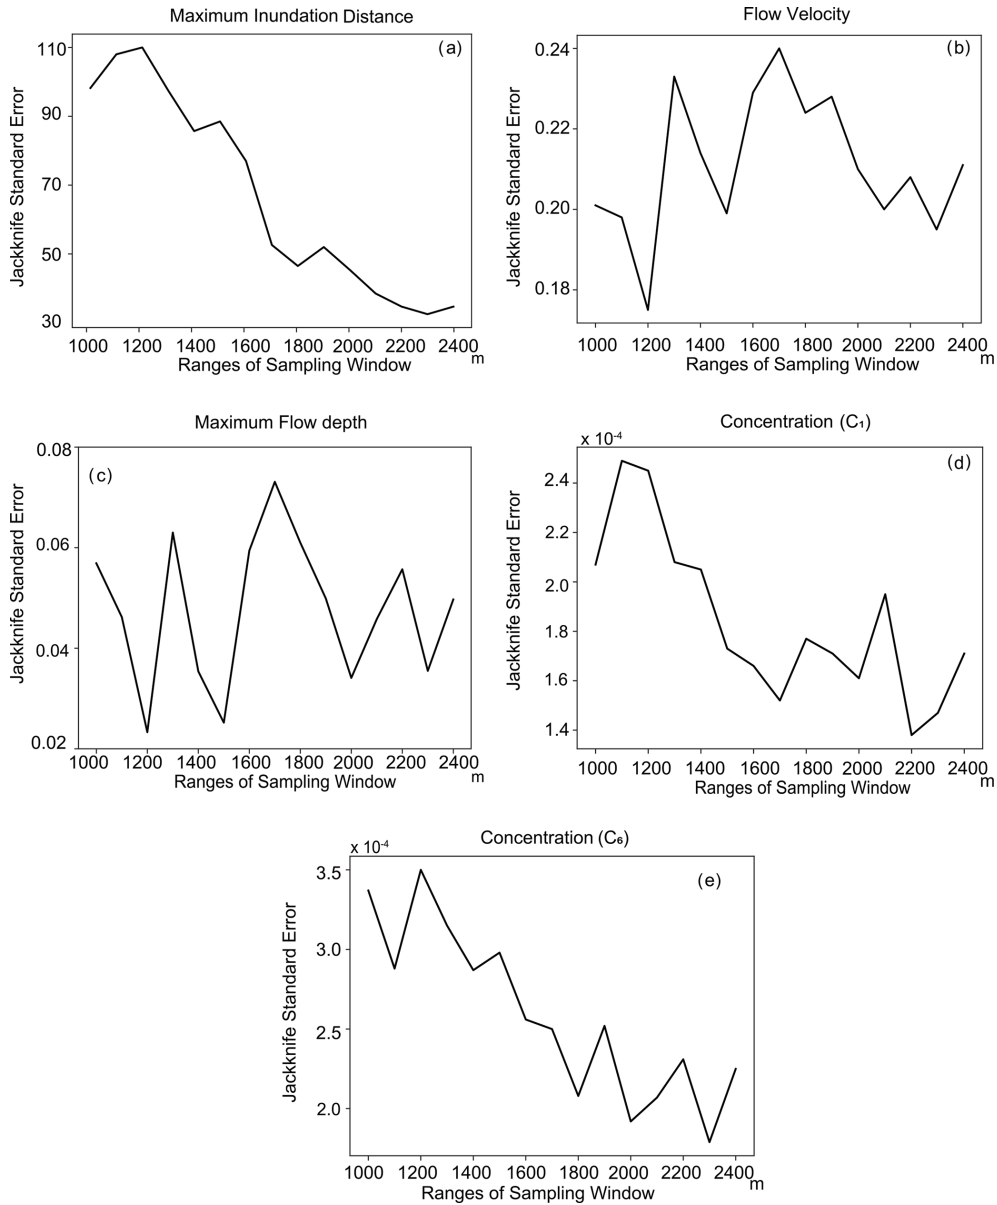 Maximum Inundation Distance
(a)
110
90
70
50
30
Jackknife Standard Error
1000 1200 1400 1600 1800 2000 2200 2400
m
Ranges of Sampling Window
Flow Velocity
(b)
0.24
0.22
0.20
0.18
Jackknife Standard Error
1000 1200 1400 1600 1800 2000 2200 2400
m
Ranges of Sampling Window
Maximum Flow depth
(c)
0.08
0.06
0.04
0.02
Jackknife Standard Error
1000 1200 1400 1600 1800 2000 2200 2400
m
Ranges of Sampling Window
Concentration (C₁)
x 10⁻⁴
(d)
2.4
2.2
2.0
1.8
1.6
1.4
Jackknife Standard Error
1000 1200 1400 1600 1800 2000 2200 2400
m
Ranges of Sampling Window
Concentration (C₆)
x 10⁻⁴
(e)
3.5
3.0
2.5
2.0
Jackknife Standard Error
1000 1200 1400 1600 1800 2000 2200 2400
m
Ranges of Sampling Window